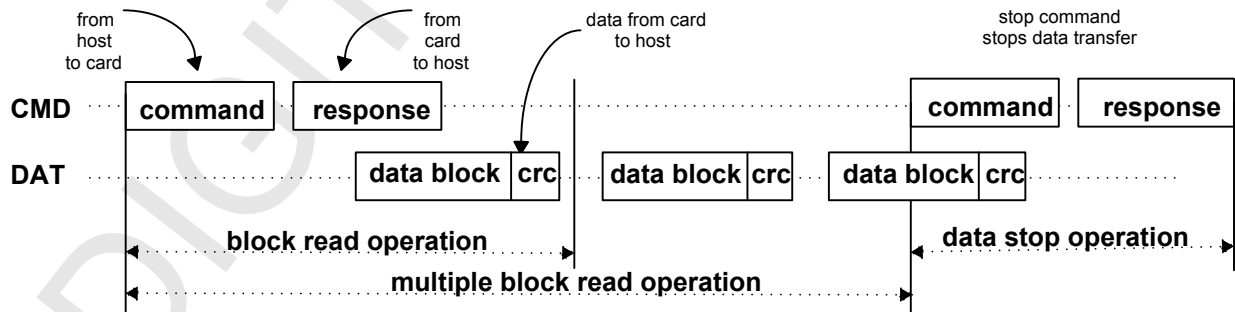 from
host
to card
from
card
to host
data from card
to host
stop command
stops data transfer
CMD command response command response
DAT data block crc data block crc data block crc
block read operation data stop operation
multiple block read operation
DIGIT